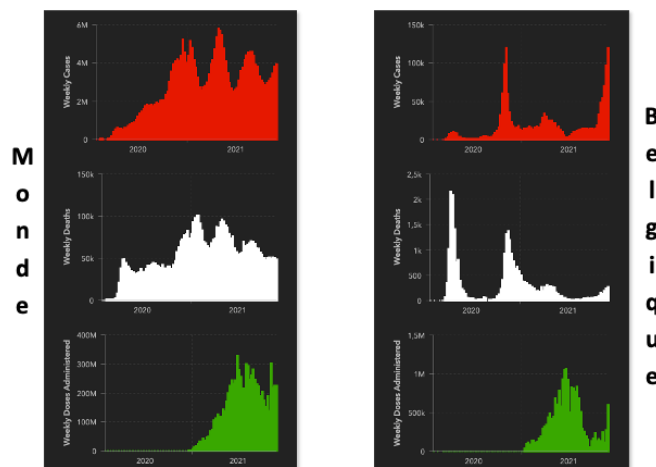 Monde
Weekly Cases
6M
4M
2M
0
2020
2021
Weekly Deaths
150k
100k
50k
0
2020
2021
Weekly Doses Administered
400M
300M
200M
100M
0
2020
2021
Weekly Cases
150k
100k
50k
0
2020
2021
Weekly Deaths
2,5k
2k
1,5k
1k
500
0
2020
2021
Weekly Doses Administered
1,5M
1M
500k
0
2020
2021
Belgique